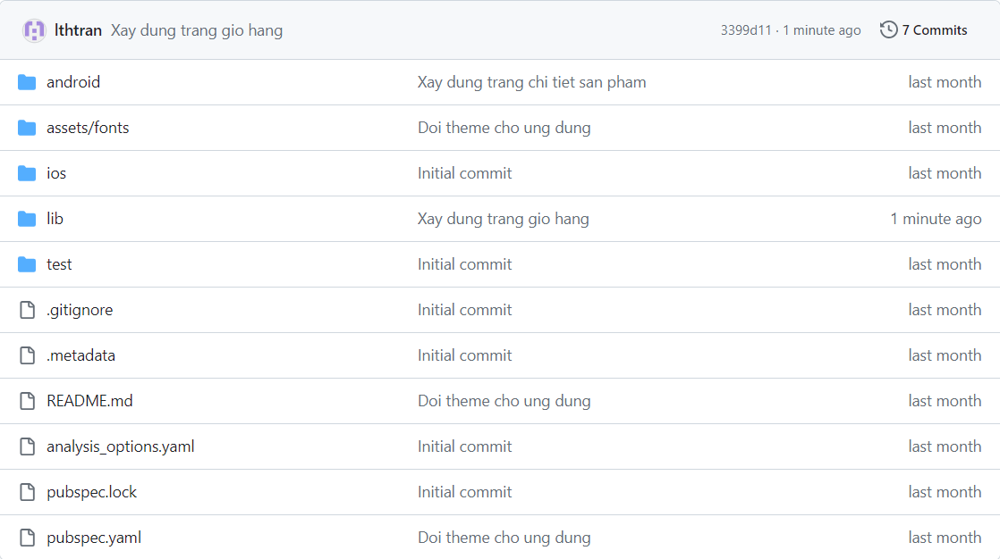 lthtran Xay dung trang gio hang 3399d11 · 1 minute ago 7 Commits
android Xay dung trang chi tiet san pham last month
assets/fonts Doi theme cho ung dung last month
ios Initial commit last month
lib Xay dung trang gio hang 1 minute ago
test Initial commit last month
.gitignore Initial commit last month
.metadata Initial commit last month
README.md Doi theme cho ung dung last month
analysis_options.yaml Initial commit last month
pubspec.lock Initial commit last month
pubspec.yaml Doi theme cho ung dung last month